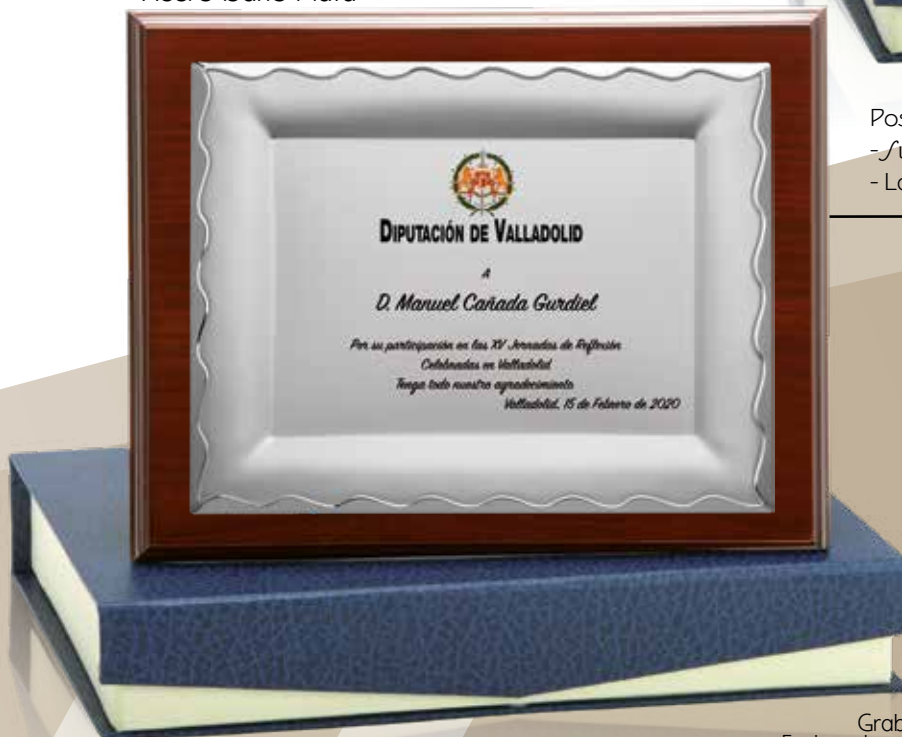 DIPUTACIÓN DE VALLADOLID
A
D. Manuel Cañada Gurdiel
Por su participación en las XV Jornadas de Reflexión
Celebradas en Valladolid
Tenga todo nuestro agradecimiento
Valladolid, 15 de Febrero de 2020